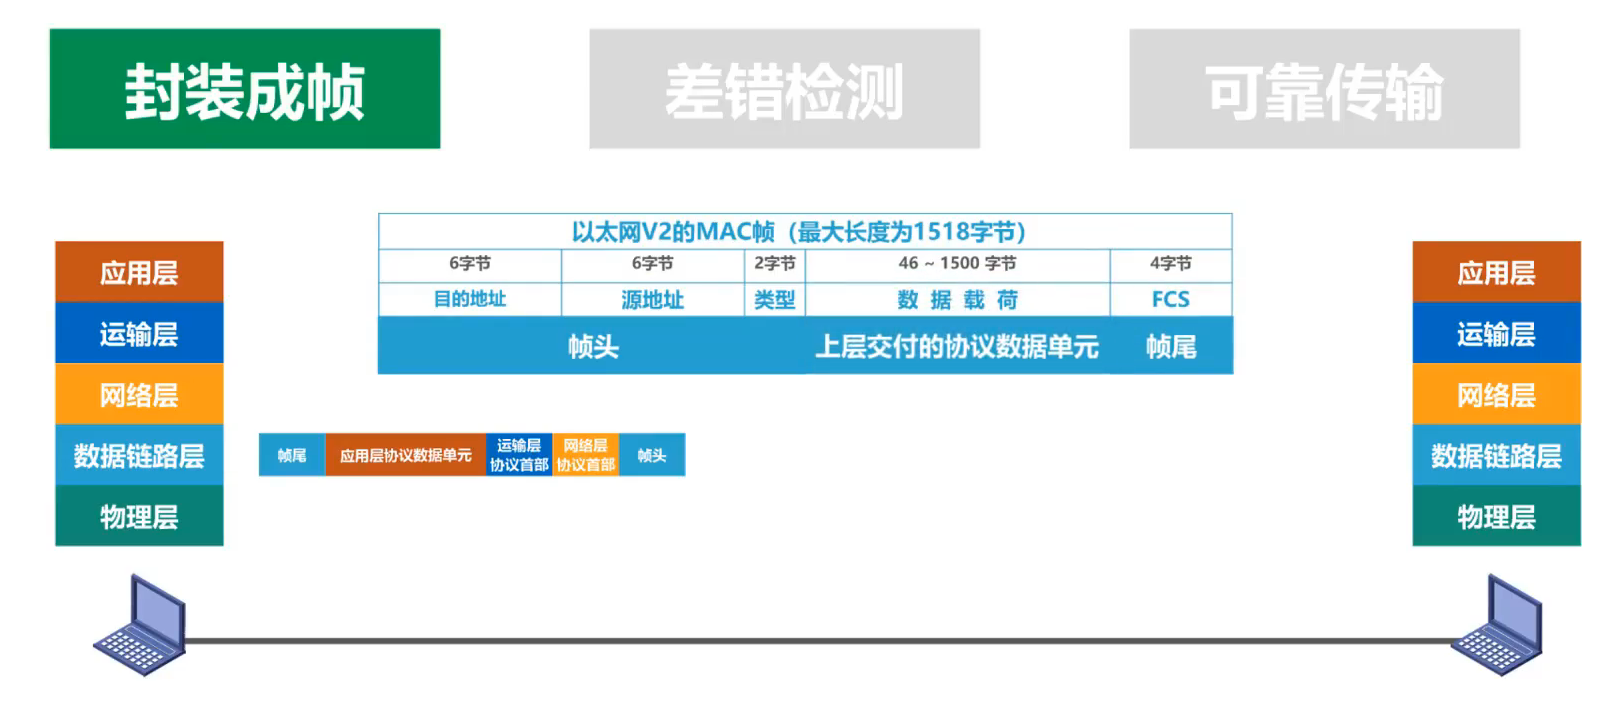 封装成帧
差错检测
可靠传输
以太网V2的MAC帧（最大长度为1518字节）
6字节 6字节 2字节 46 ~ 1500 字节 4字节
目的地址 源地址 类型 数 据 载 荷 FCS
帧头 上层交付的协议数据单元 帧尾
应用层
运输层
网络层
数据链路层
物理层
帧尾
应用层协议数据单元
运输层
协议首部
网络层
协议首部
帧头
应用层
运输层
网络层
数据链路层
物理层